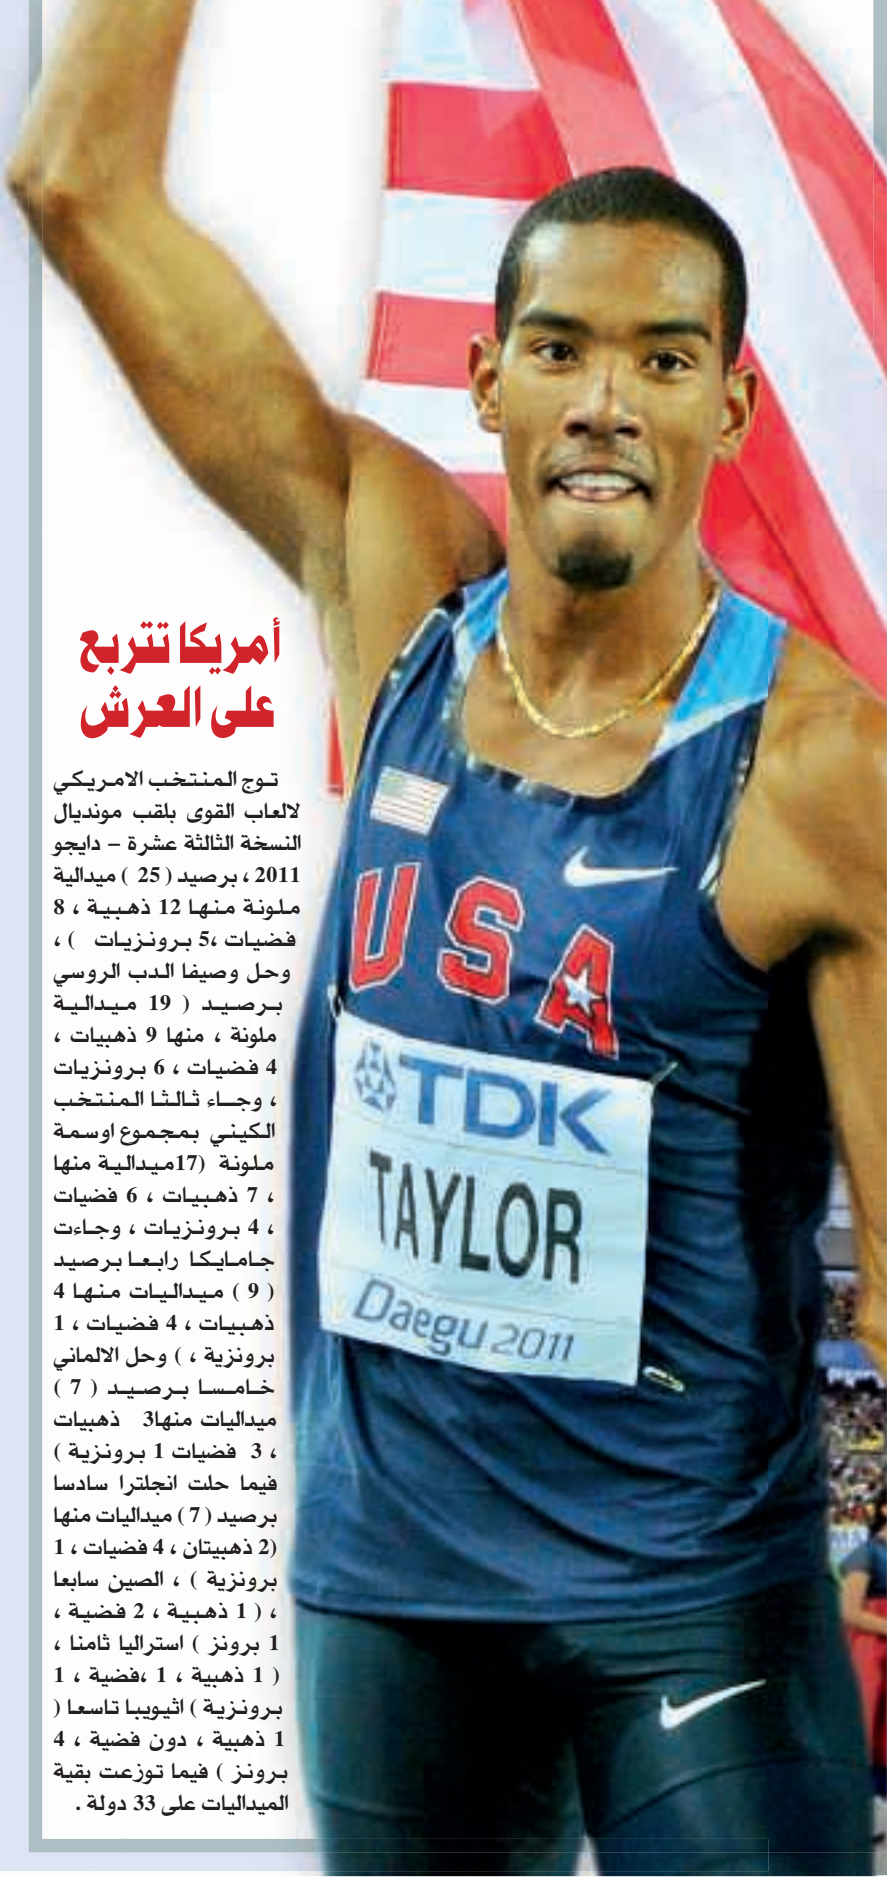 أمريكا تتربع
على العرش
توج المنتخب الامريكي
لالعاب القوى بلقب مونديال
النسخة الثالثة عشرة – دايجو
2011 ، برصيد ( 25 ) ميدالية
ملونة منها 12 ذهبية ، 8
فضيات ،5 برونزيات ) ،
وحل وصيفا الدب الروسي
برصيد ( 19 ميدالية
ملونة ، منها 9 ذهبيات ،
4 فضيات ، 6 برونزيات
، وجاء ثالثا المنتخب
الكيني بمجموع اوسمة
ملونة (17ميدالية منها
، 7 ذهبيات ، 6 فضيات
، 4 برونزيات ، وجاءت
جامايكا رابعا برصيد
( 9 ) ميداليات منها 4
ذهبيات ، 4 فضيات ، 1
برونزية ، ) وحل الالماني
خامسا برصيد ( 7 )
ميداليات منها3 ذهبيات
، 3 فضيات 1 برونزية )
فيما حلت انجلترا سادسا
برصيد ( 7 ) ميداليات منها
(2 ذهبيتان ، 4 فضيات ، 1
برونزية ) ، الصين سابعا
، ( 1 ذهبية ، 2 فضية ،
1 برونز ) استراليا ثامنا ،
( 1 ذهبية ، 1 ،فضية ، 1
برونزية ) اثيوبيا تاسعا (
1 ذهبية ، دون فضية ، 4
برونز ) فيما توزعت بقية
الميداليات على 33 دولة .
USA
TDK
TAYLOR
Daegu 2011